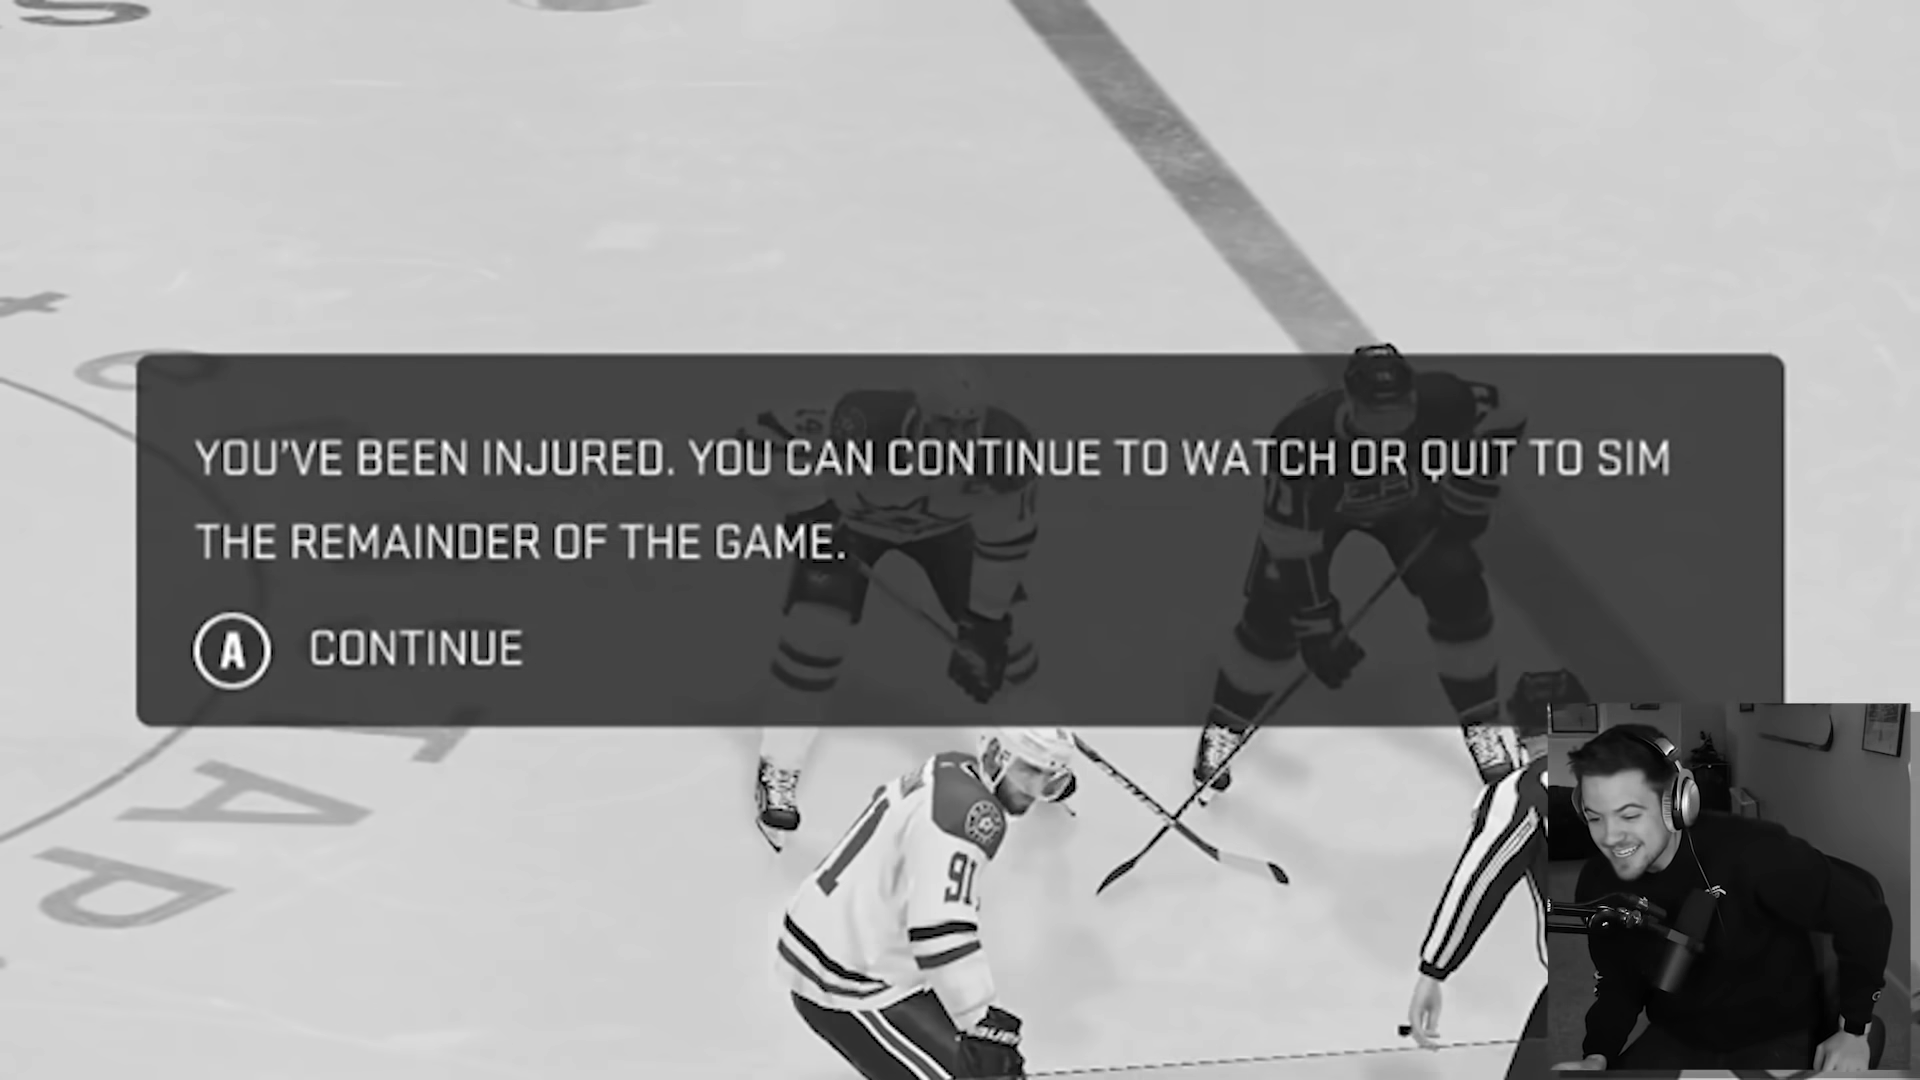 YOU'VE BEEN INJURED. YOU CAN CONTINUE TO WATCH OR QUIT TO SIM
THE REMAINDER OF THE GAME.
A CONTINUE
91